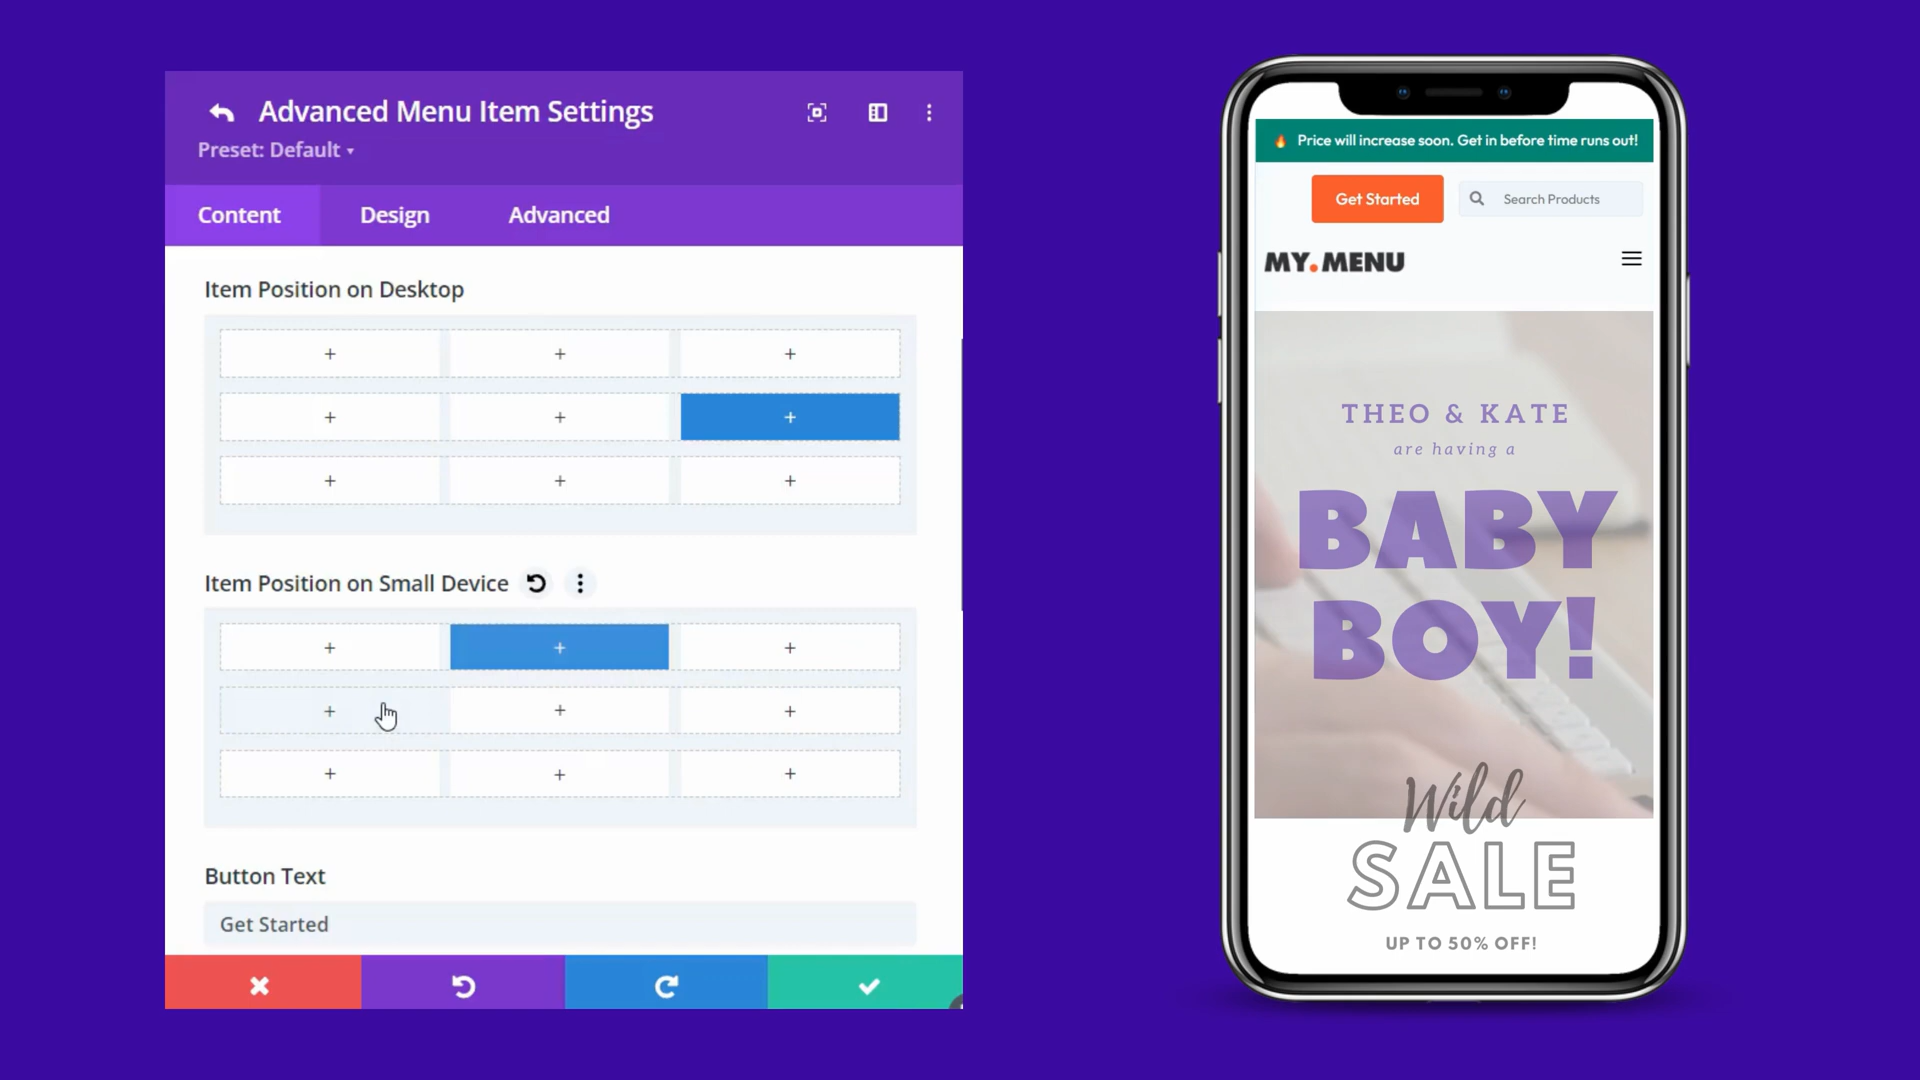 Advanced Menu Item Settings
Preset: Default
Content
Design
Advanced
Item Position on Desktop
+ + +
+ + +
+ + +
Item Position on Small Device
+ + +
+ + +
+ + +
Button Text
Get Started
Price will increase soon. Get in before time runs out!
Get Started
Search Products
MY.MENU
THEO & KATE
are having a
BABY
BOY!
Wild
SALE
UP TO 50% OFF!